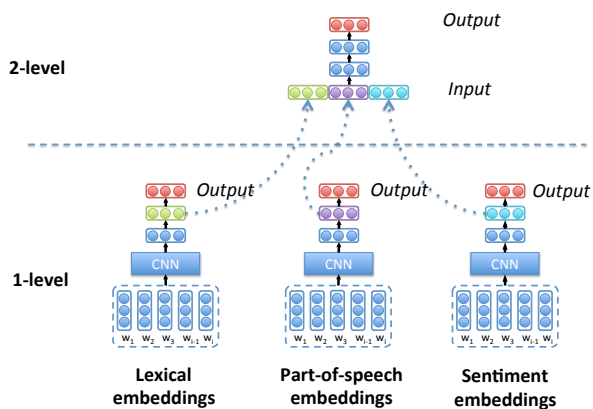 Output
2-level
Input
Output Output Output
CNN CNN CNN
1-level
w1 w2 w3 wi-1 wi w1 w2 w3 wi-1 wi w1 w2 w3 wi-1 wi
Lexical Part-of-speech Sentiment
embeddings embeddings embeddings